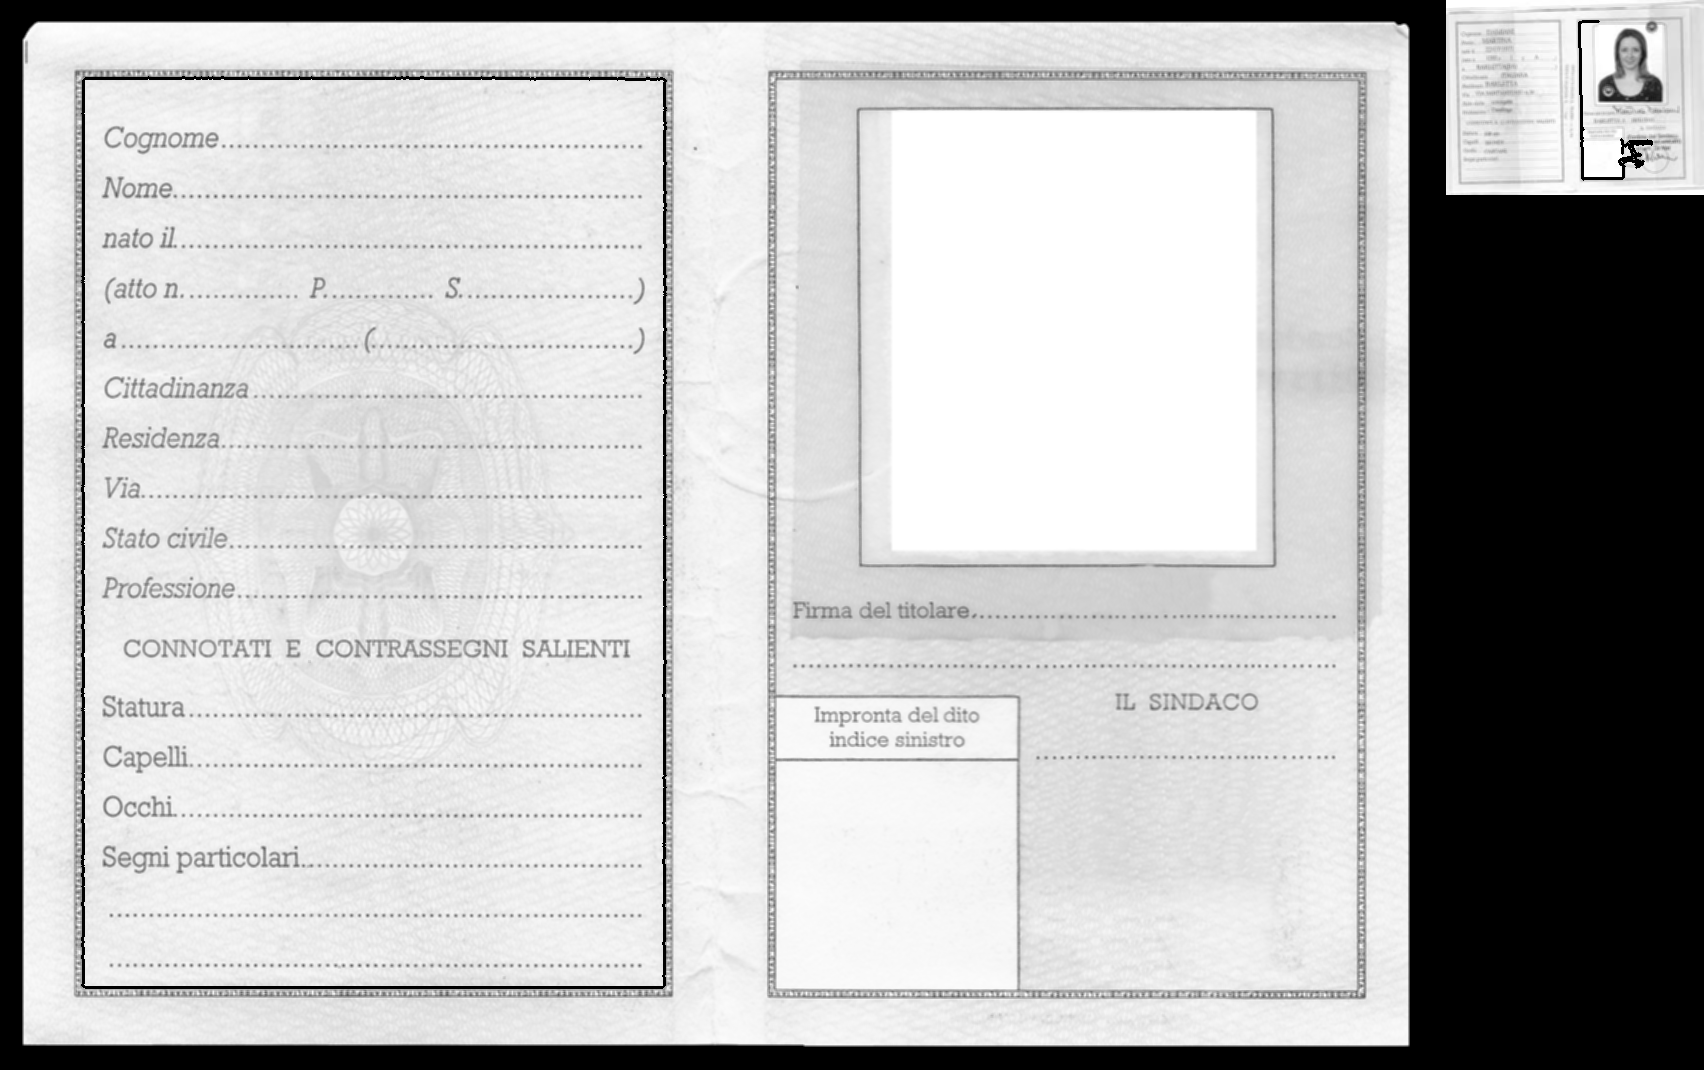 Cognome........................................
Nome........................................
nato il........................................
(atto n............... P............. S.....................)
a..............................(..............................)
Cittadinanza........................................
Residenza........................................
Via........................................
Stato civile........................................
Professione........................................
CONNOTATI E CONTRASSEGNI SALIENTI
Statura........................................
Capelli........................................
Occhi........................................
Segni particolari........................................
Firma del titolare........................................
IL SINDACO
Impronta del dito
indice sinistro